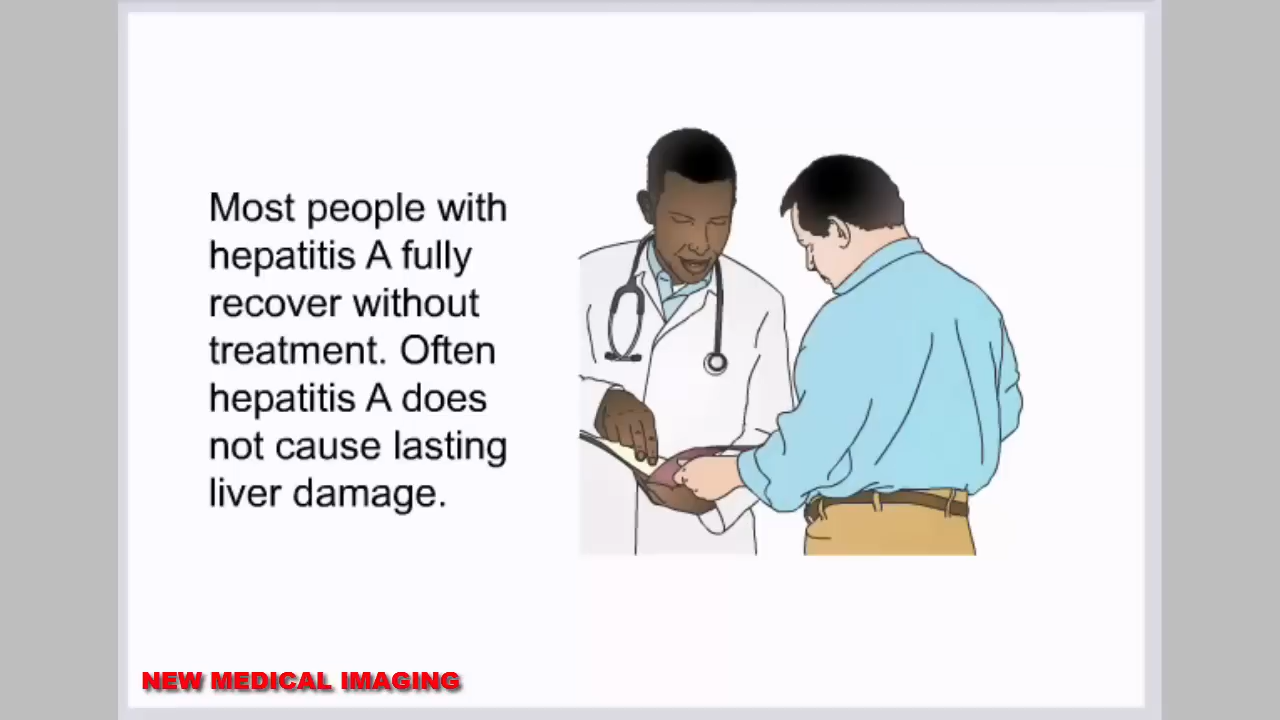 Most people with
hepatitis A fully
recover without
treatment. Often
hepatitis A does
not cause lasting
liver damage.
NEW MEDICAL IMAGING